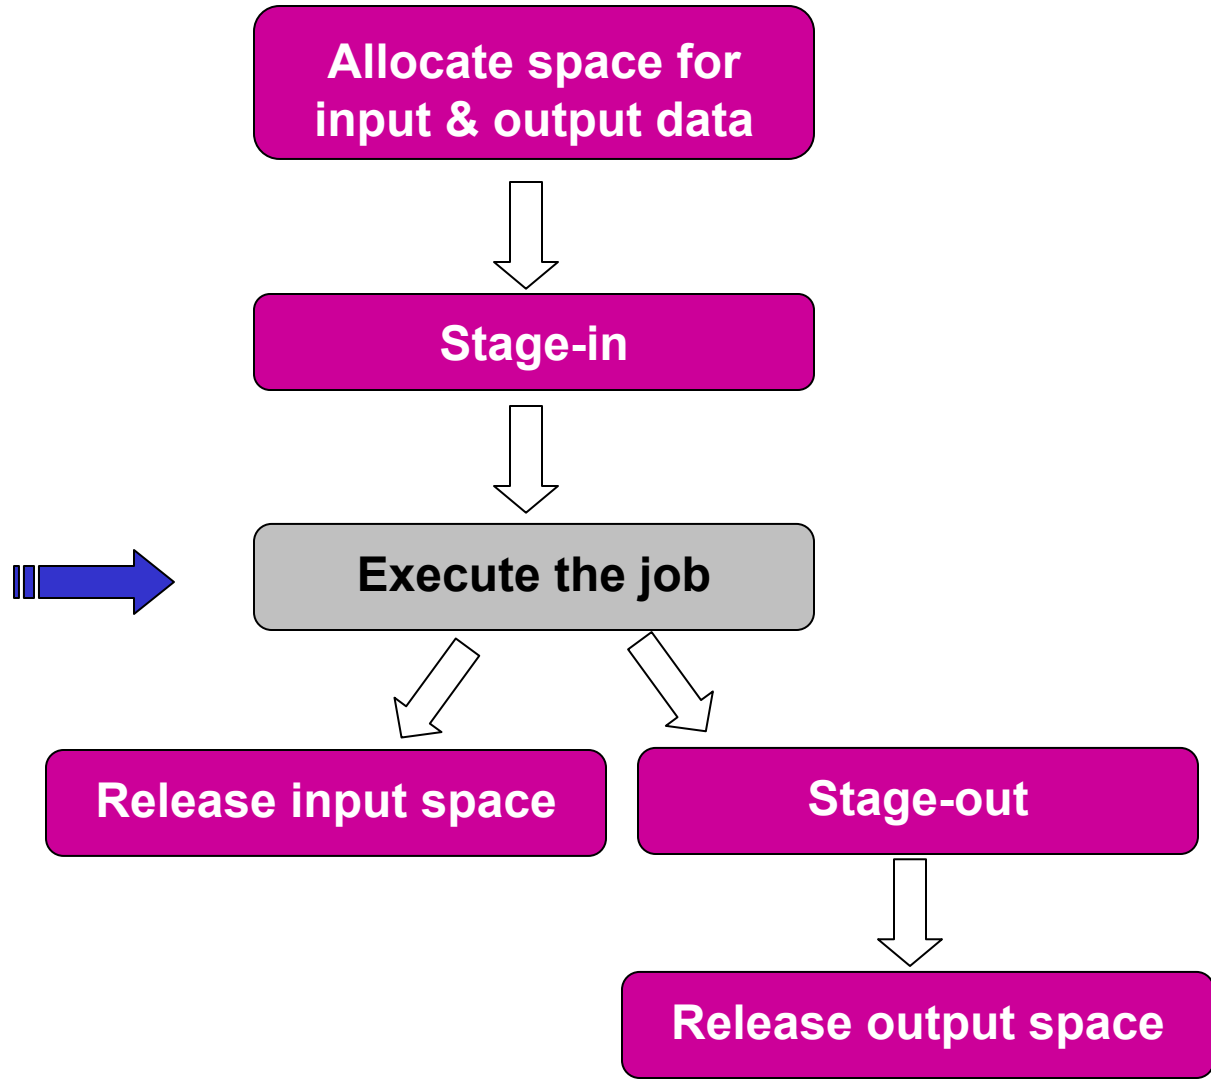 Allocate space for
input & output data
Stage-in
Execute the job
Release input space
Stage-out
Release output space